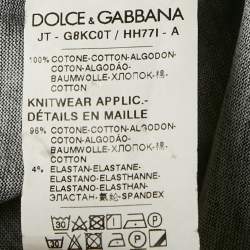 DOLCE & GABBANA
JT - G8KC0T / HH77I - A
100% COTONE-COTTON-ALGODON-
COTON-ALGODÃO-
BAUMWOLLE-ХЛОПОК-棉-
COTTON
KNITWEAR APPLIC.-
DÉTAILS EN MAILLE
96% COTONE-COTTON-ALGODON-
COTON-ALGODÃO-
BAUMWOLLE-ХЛОПОК-棉-
COTTON
4% ELASTAN-ELASTANE-
ELASTANO-ELASTHANNE-
ELASTANO-ELASTHAN-
ЭЛАСТАН-氨纶-SPANDEX
30
P